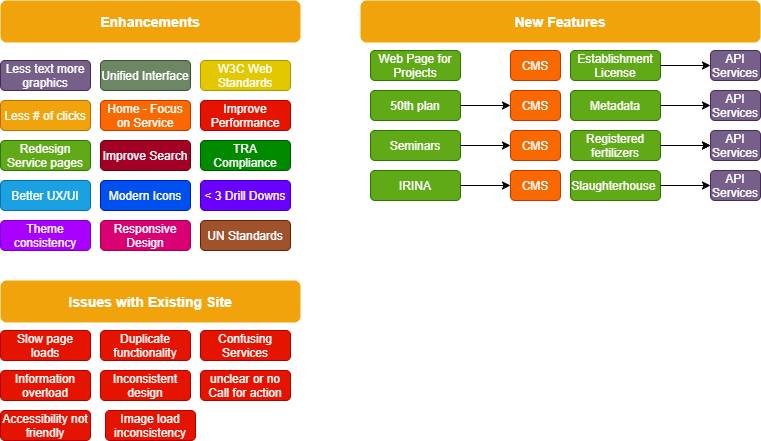 Enhancements
Less text more
graphics
Unified Interface
W3C Web
Standards
Less # of clicks
Home - Focus
on Service
Improve
Performance
Redesign
Service pages
Improve Search
TRA
Compliance
Better UX/UI
Modern Icons
< 3 Drill Downs
Theme
consistency
Responsive
Design
UN Standards
Issues with Existing Site
Slow page
loads
Duplicate
functionality
Confusing
Services
Information
overload
Inconsistent
design
unclear or no
Call for action
Accessibility not
friendly
Image load
inconsistency
New Features
Web Page for
Projects
CMS
Establishment
License
API
Services
50th plan
CMS
Metadata
API
Services
Seminars
CMS
Registered
fertilizers
API
Services
IRINA
CMS
Slaughterhouse
API
Services